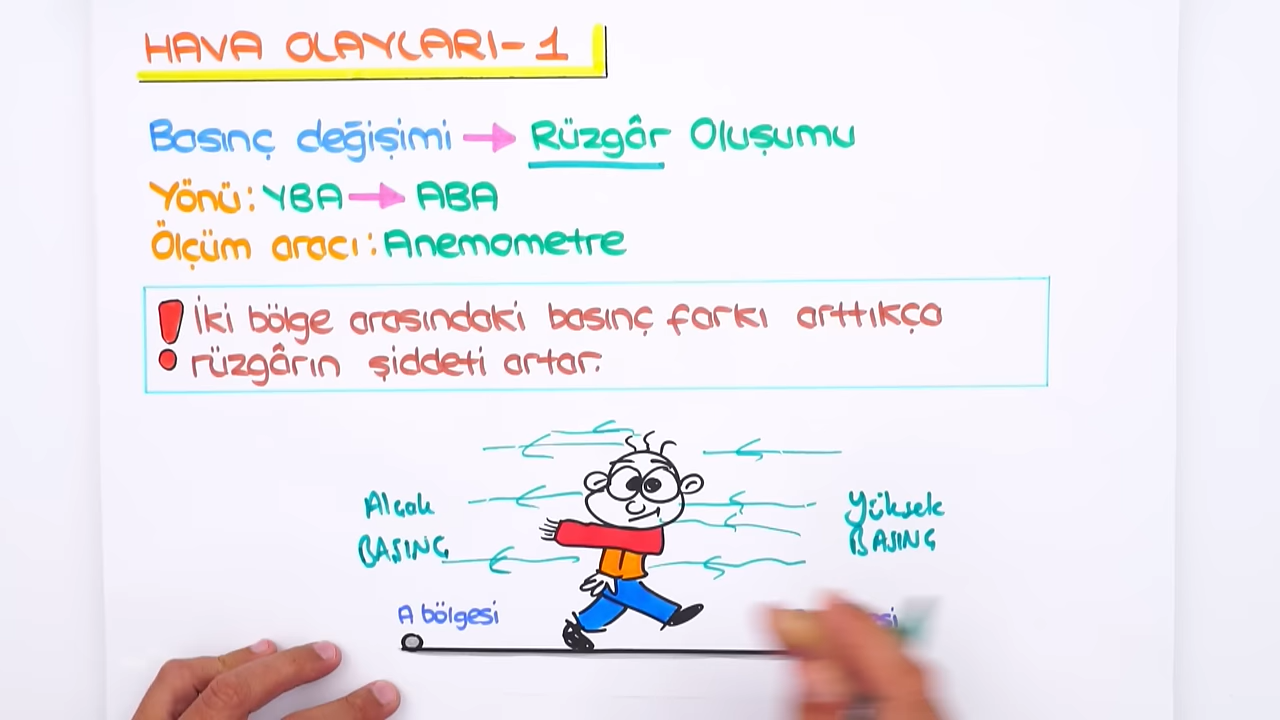 HAVA OLAYLARI-1
Basınç değişimi → Rüzgâr Oluşumu
Yönü: YBA → ABA
Ölçüm aracı: Anemometre
! İki bölge arasındaki basınç farkı arttıkça
rüzgârın şiddeti artar.
Alçak
BASINÇ
Yüksek
BASINÇ
A bölgesi